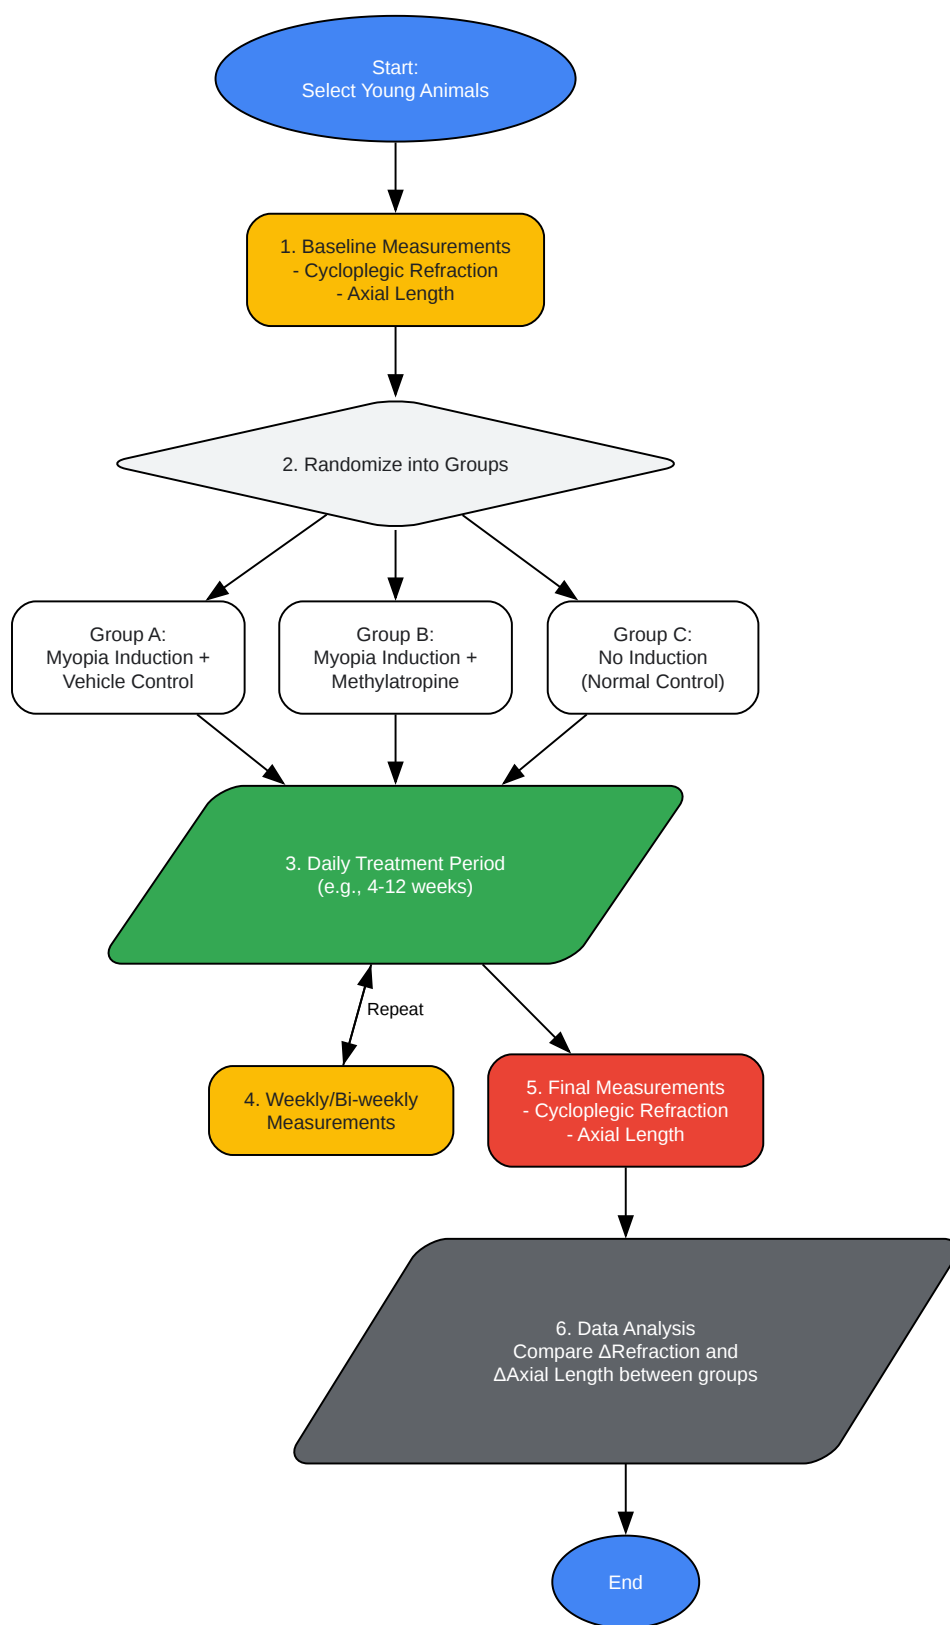 Start:
Select Young Animals
1. Baseline Measurements
- Cycloplegic Refraction
- Axial Length
2. Randomize into Groups
Group A:
Myopia Induction +
Vehicle Control
Group B:
Myopia Induction +
Methylatropine
Group C:
No Induction
(Normal Control)
3. Daily Treatment Period
(e.g., 4-12 weeks)
Repeat
4. Weekly/Bi-weekly
Measurements
5. Final Measurements
- Cycloplegic Refraction
- Axial Length
6. Data Analysis
Compare ΔRefraction and
ΔAxial Length between groups
End